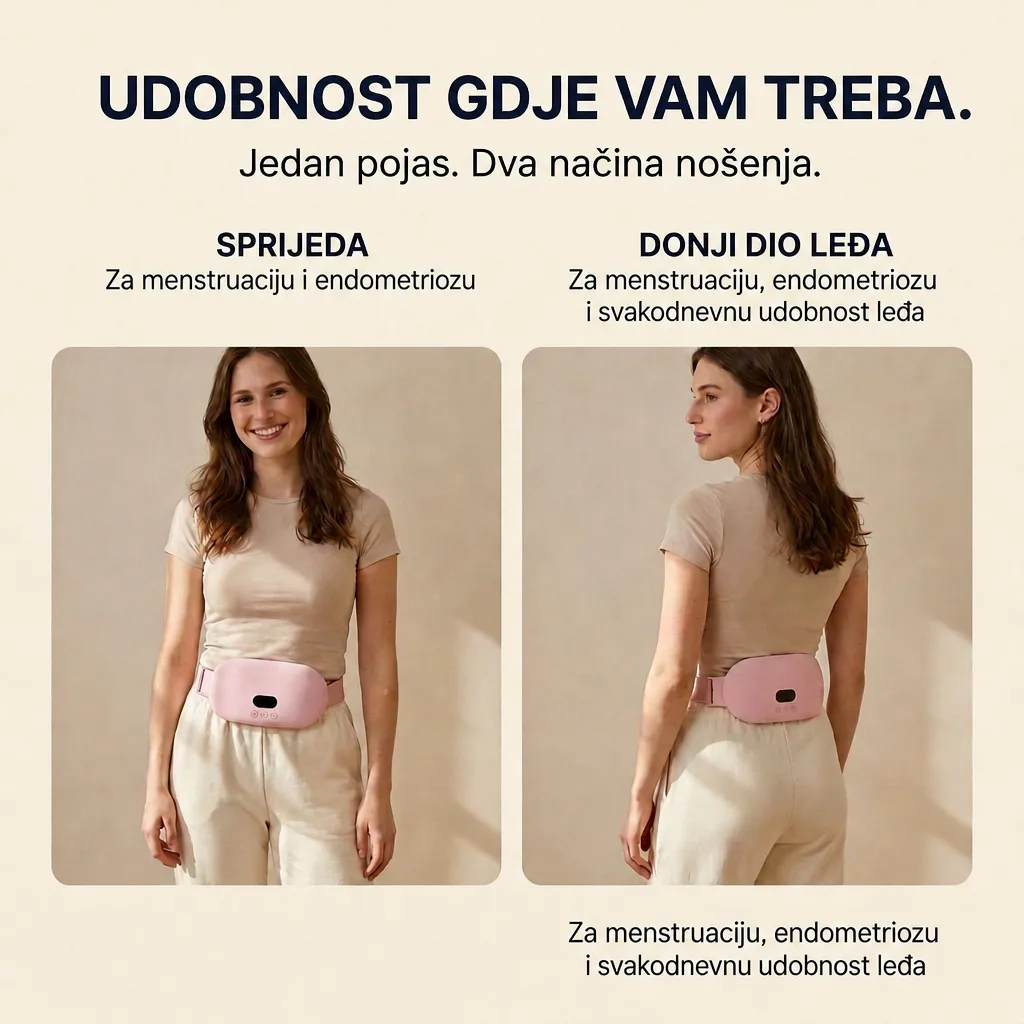 UDOBNOST GDJE VAM TREBA.
Jedan pojas. Dva načina nošenja.
SPRIJEDA
Za menstruaciju i endometriozu
DONJI DIO LEĐA
Za menstruaciju, endometriozu
i svakodnevnu udobnost leđa
Za menstruaciju, endometriozu
i svakodnevnu udobnost leđa